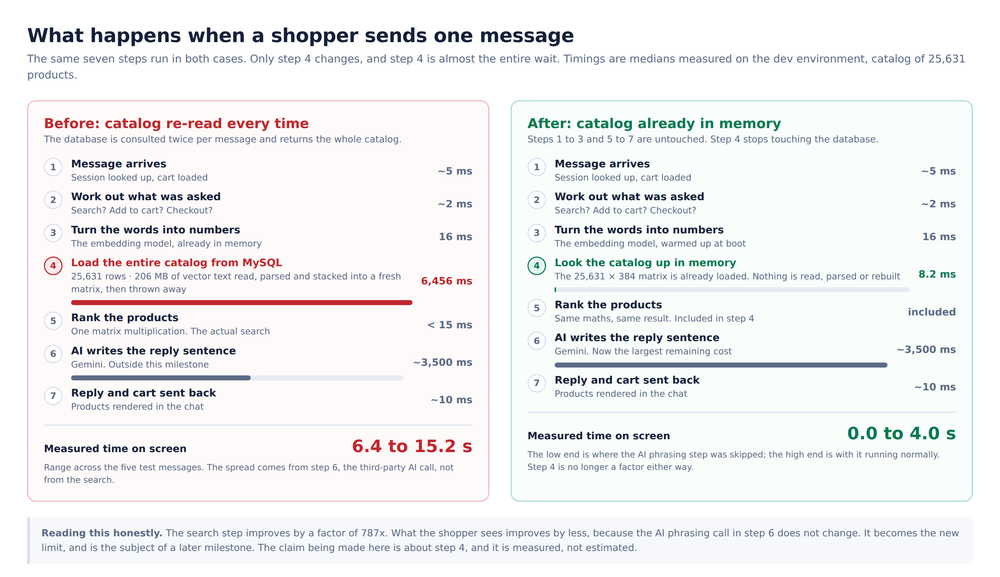 What happens when a shopper sends one message
The same seven steps run in both cases. Only step 4 changes, and step 4 is almost the entire wait. Timings are medians measured on the dev environment, catalog of 25,631
products.
Before: catalog re-read every time
The database is consulted twice per message and returns the whole catalog.
1
Message arrives
Session looked up, cart loaded
~5 ms
2
Work out what was asked
Search? Add to cart? Checkout?
~2 ms
3
Turn the words into numbers
The embedding model, already in memory
16 ms
4
Load the entire catalog from MySQL
25,631 rows · 206 MB of vector text read, parsed and stacked into a fresh
matrix, then thrown away
6,456 ms
5
Rank the products
One matrix multiplication. The actual search
< 15 ms
6
AI writes the reply sentence
Gemini. Outside this milestone
~3,500 ms
7
Reply and cart sent back
Products rendered in the chat
~10 ms
Measured time on screen
6.4 to 15.2 s
Range across the five test messages. The spread comes from step 6, the third-party AI call, not
from the search.
After: catalog already in memory
Steps 1 to 3 and 5 to 7 are untouched. Step 4 stops touching the database.
1
Message arrives
Session looked up, cart loaded
~5 ms
2
Work out what was asked
Search? Add to cart? Checkout?
~2 ms
3
Turn the words into numbers
The embedding model, warmed up at boot
16 ms
4
Look the catalog up in memory
The 25,631 × 384 matrix is already loaded. Nothing is read, parsed or rebuilt
8.2 ms
5
Rank the products
Same maths, same result. Included in step 4
included
6
AI writes the reply sentence
Gemini. Now the largest remaining cost
~3,500 ms
7
Reply and cart sent back
Products rendered in the chat
~10 ms
Measured time on screen
0.0 to 4.0 s
The low end is where the AI phrasing step was skipped; the high end is with it running normally.
Step 4 is no longer a factor either way.
Reading this honestly. The search step improves by a factor of 787x. What the shopper sees improves by less, because the AI phrasing call in step 6 does not change. It becomes the new
limit, and is the subject of a later milestone. The claim being made here is about step 4, and it is measured, not estimated.